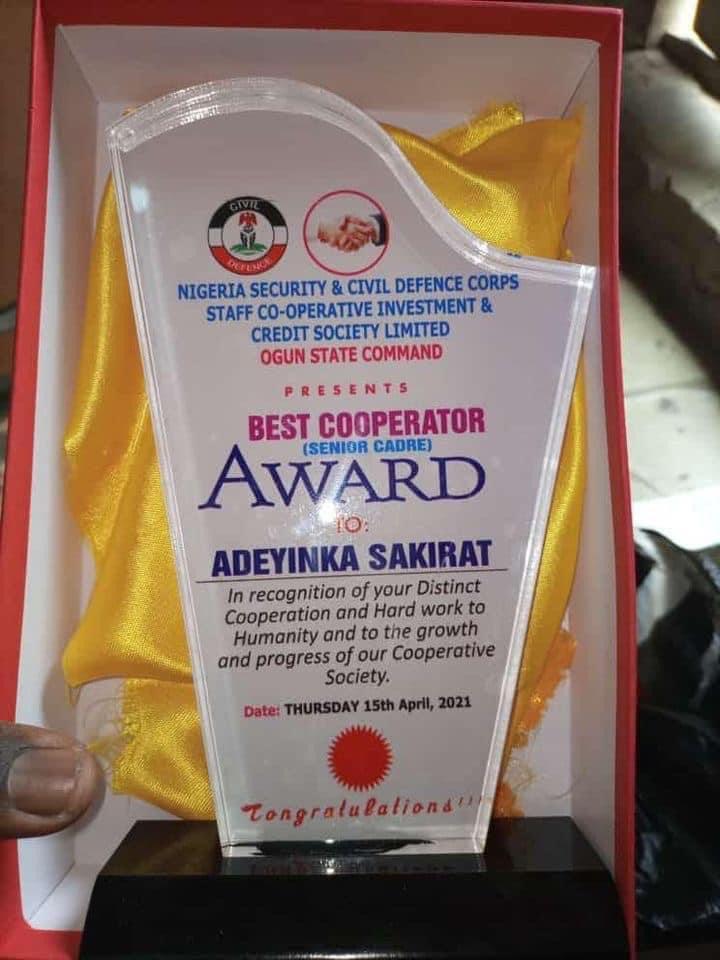 CIVIL
DEFENCE
NIGERIA SECURITY & CIVIL DEFENCE CORPS
STAFF CO-OPERATIVE INVESTMENT &
CREDIT SOCIETY LIMITED
OGUN STATE COMMAND
PRESENTS
BEST COOPERATOR
(SENIOR CADRE)
AWARD
TO:
ADEYINKA SAKIRAT
In recognition of your Distinct
Cooperation and Hard work to
Humanity and to the growth
and progress of our Cooperative
Society.
Date: THURSDAY 15th April, 2021
Congratulations!!!